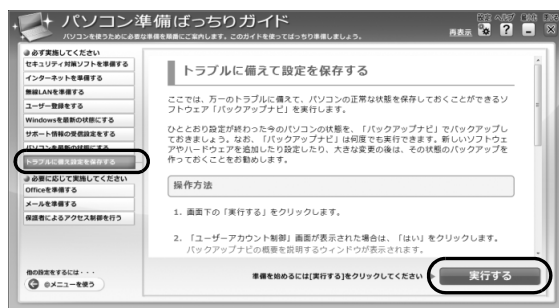 パソコン準備ばっちりガイド
パソコンを使うために必要な準備を順番にご案内します。このガイドを使ってばっちり準備しましょう。
再表示
設定 ヘルプ 最小化 閉じる
必ず実施してください
セキュリティ対策ソフトを準備する
インターネットを準備する
無線LANを準備する
ユーザー登録をする
Windowsを最新の状態にする
サポート情報の受信設定をする
パソコンを最新の状態にする
トラブルに備え設定を保存する
必要に応じて実施してください
Officeを準備する
メールを準備する
保護者によるアクセス制御を行う
他の設定をするには・・・
@メニューを使う
トラブルに備えて設定を保存する
ここでは、万一のトラブルに備えて、パソコンの正常な状態を保存しておくことができるソ
フトウェア「バックアップナビ」を実行します。
ひととおり設定が終わった今のパソコンの状態を、「バックアップナビ」でバックアップし
ておきましょう。なお、「バックアップナビ」は何度でも実行できます。新しいソフトウェ
アやハードウェアを追加したり設定したり、大きな変更の後は、その状態のバックアップを
作っておくことをお勧めします。
操作方法
1. 画面下の「実行する」をクリックします。
2. 「ユーザーアカウント制御」画面が表示された場合は、「はい」をクリックします。
バックアップナビの概要を説明するウィンドウが表示されます。
準備を始めるには[実行する]をクリックしてください
実行する